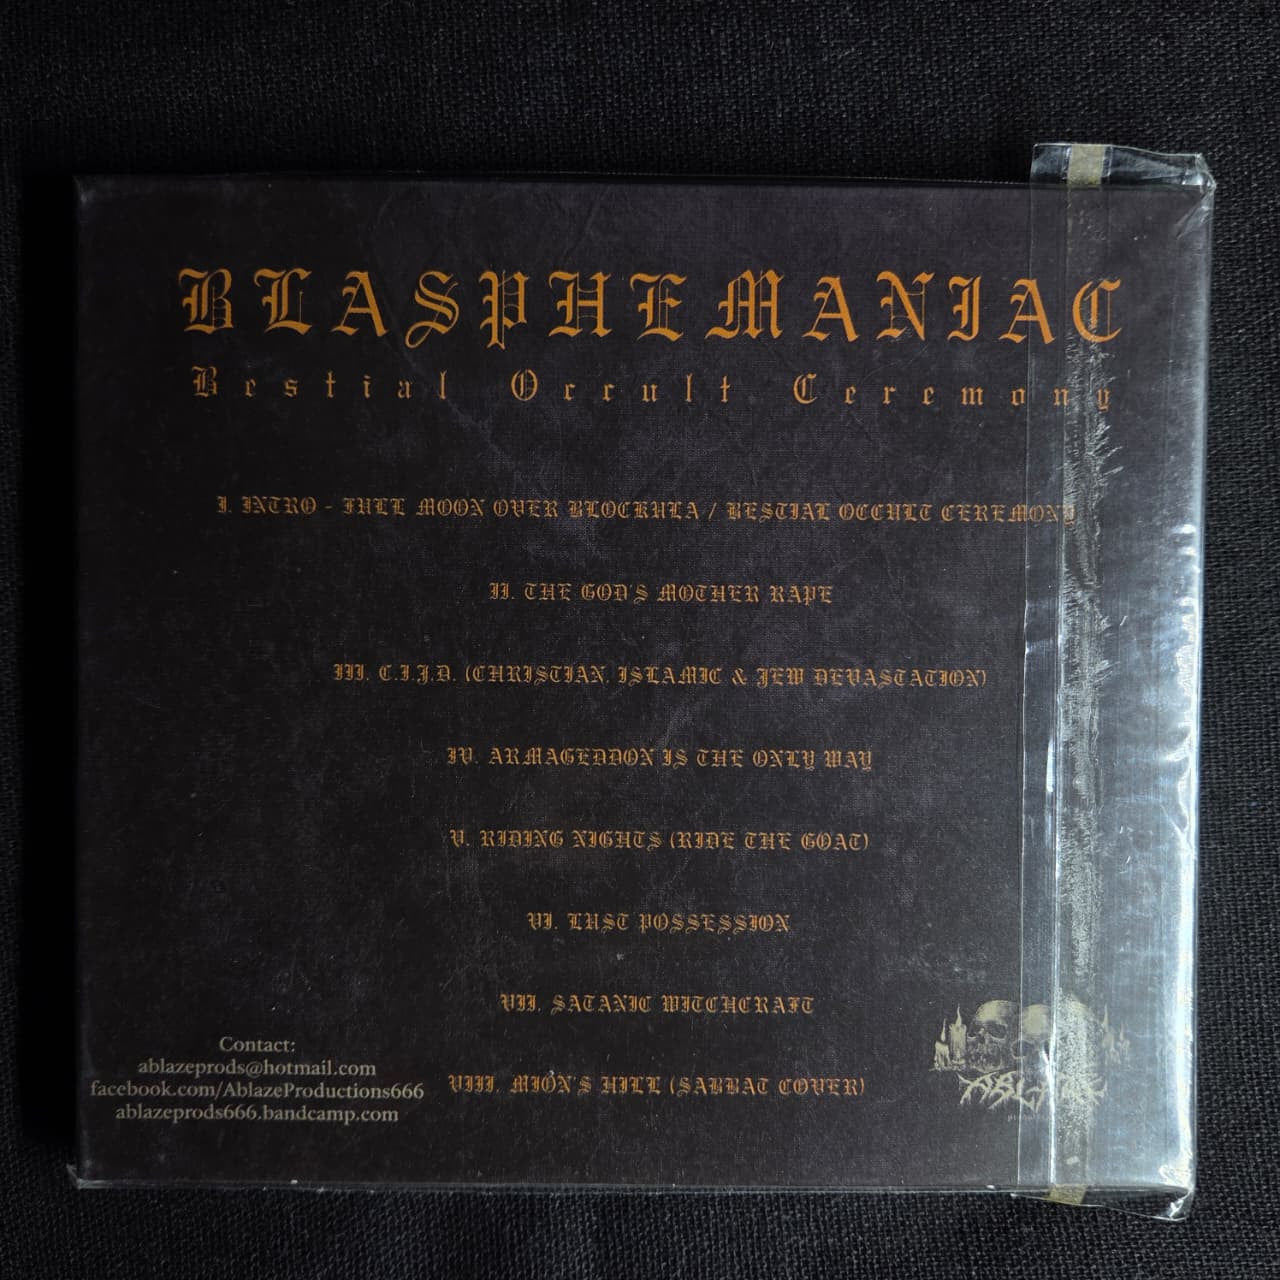 BLASPHEMANIAC
Bestial Occult Ceremony
I. INTRO - FULL MOON OVER BLOCKULA / BESTIAL OCCULT CEREMONY
II. THE GOD'S MOTHER RAPE
III. C.I.J.D. (CHRISTIAN, ISLAMIC & JEW DEVASTATION)
IV. ARMAGEDDON IS THE ONLY WAY
V. RIDING NIGHTS (RIDE THE GOAT)
VI. LUST POSSESSION
VII. SATANIC WITCHCRAFT
VIII. MION'S HILL (SABBAT COVER)
Contact:
ablazeprods@hotmail.com
facebook.com/AblazeProductions666
ablazeprods666.bandcamp.com
ABLAZE